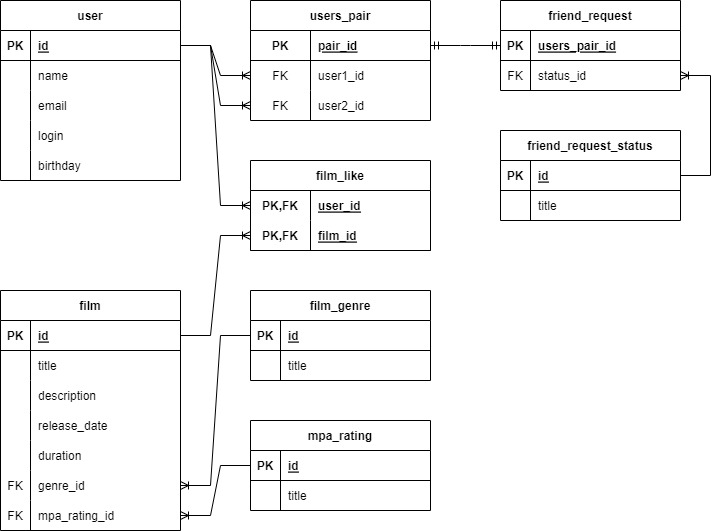 user
PK id
name
email
login
birthday
users_pair
PK pair_id
FK user1_id
FK user2_id
friend_request
PK users_pair_id
FK status_id
friend_request_status
PK id
title
film_like
PK,FK user_id
PK,FK film_id
film
PK id
title
description
release_date
duration
FK genre_id
FK mpa_rating_id
film_genre
PK id
title
mpa_rating
PK id
title